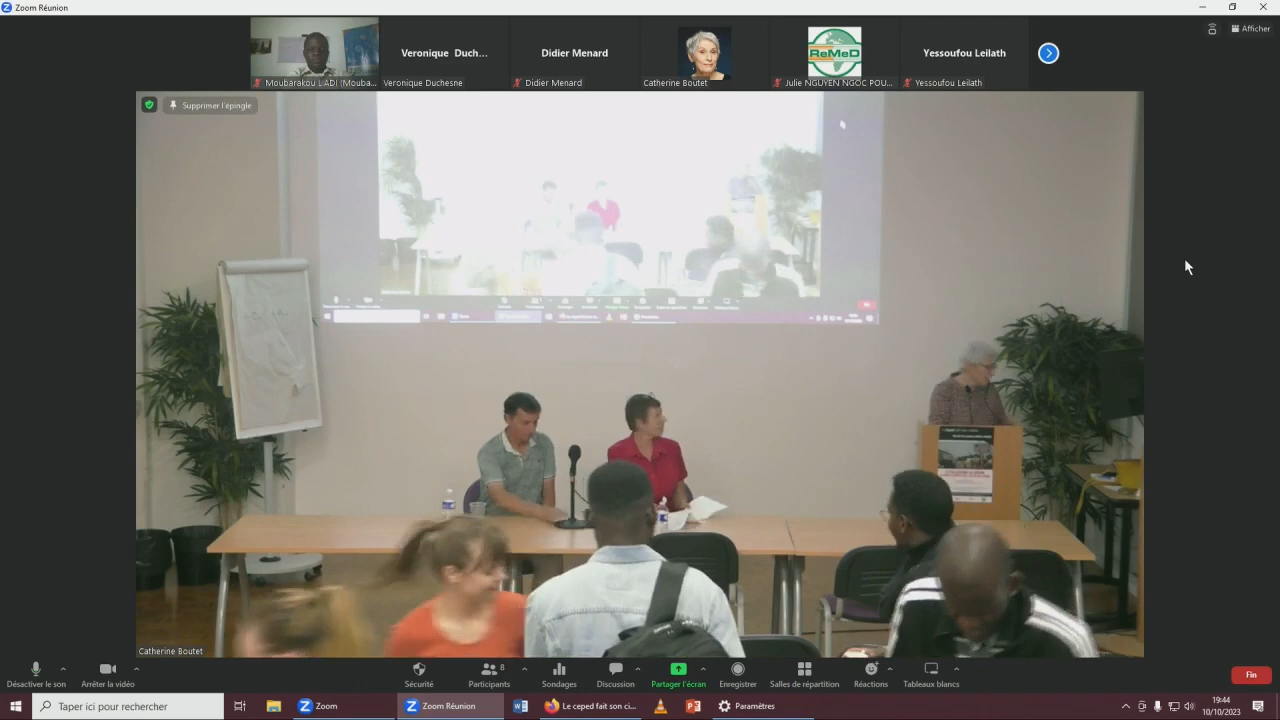 Zoom Réunion
Afficher
Veronique Duch...
Didier Menard
ReMeD
Yessoufou Leilath
Moubarakou LADI (Mouba...
Veronique Duchesne
Didier Menard
Catherine Boutet
Julie NGUYEN NGOC POU...
Yessoufou Leilath
Supprimer l'épingle
Catherine Boutet
8
Désactiver le son
Arrêter la vidéo
Sécurité
Participants
Sondages
Discussion
Partager l'écran
Enregistrer
Salles de répartition
Réactions
Tableaux blancs
Fin
Taper ici pour rechercher
Zoom
Zoom Réunion
Le ceped fait son ci...
Paramètres
19:44
10/10/2023